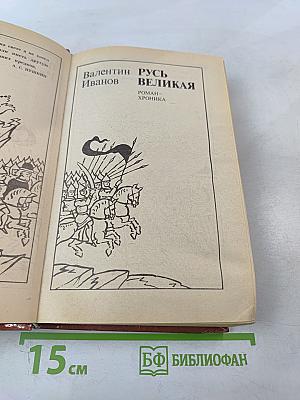 А. С. ПУШКИН
Валентин
Иванов
РУСЬ
ВЕЛИКАЯ
РОМАН-
ХРОНИКА
15 см
БФ БИБЛИОФАН